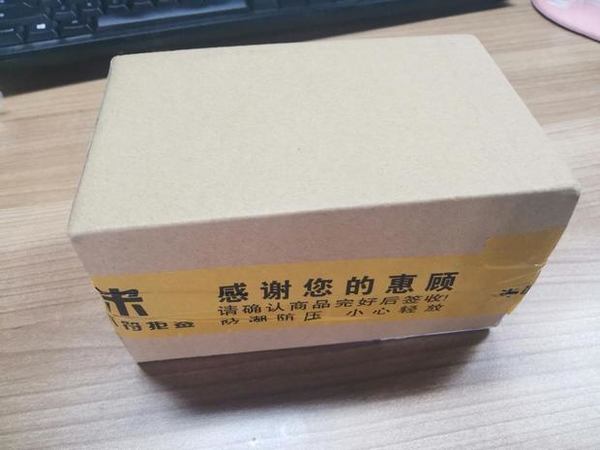 感谢您的惠顾
请确认商品完好后签收!
防潮防压 小心轻放